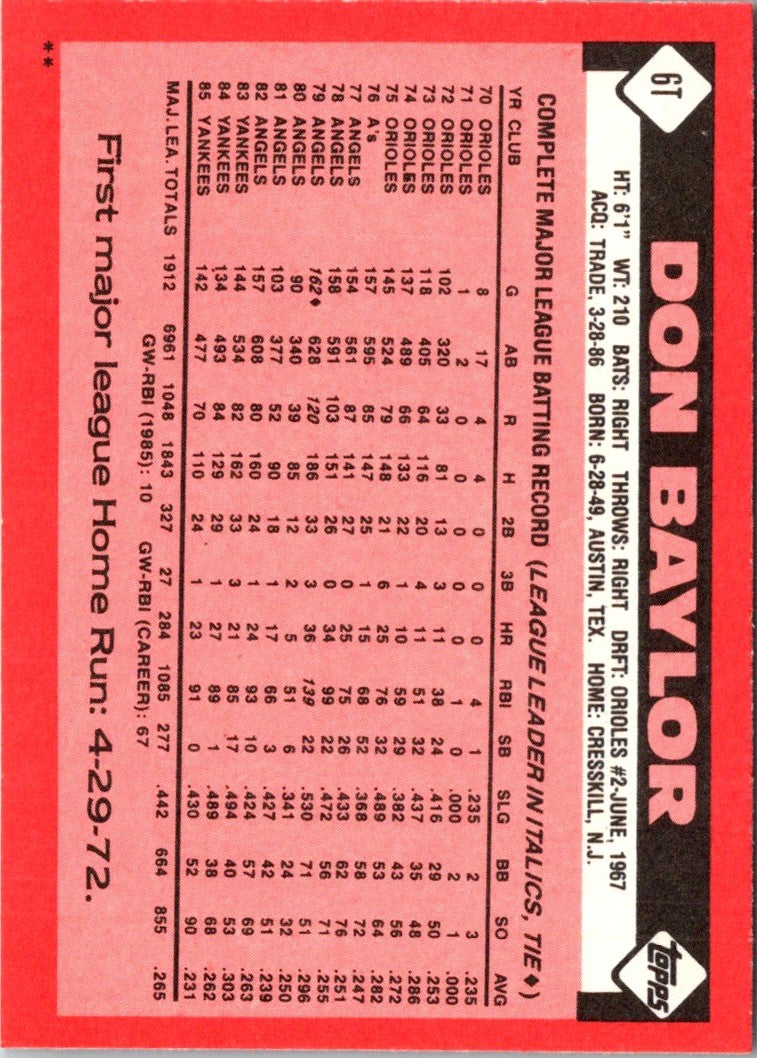 6T
DON BAYLOR
topps
HT: 6'1" WT: 210 BATS: RIGHT THROWS: RIGHT DRFT: ORIOLES #2-JUNE, 1967
ACQ: TRADE, 3-28-86 BORN: 6-28-49, AUSTIN, TEX. HOME: CRESSKILL, N.J.
COMPLETE MAJOR LEAGUE BATTING RECORD (LEAGUE LEADER IN ITALICS, TIE ♦)
YR CLUB G AB R H 2B 3B HR RBI SB SLG BB SO AVG
70 ORIOLES 8 17 4 4 0 0 0 4 1 .235 2 3 .235
71 ORIOLES 1 2 0 0 0 0 0 1 0 .000 2 1 .000
72 ORIOLES 102 320 33 81 13 3 11 38 24 .416 29 50 .253
73 ORIOLES 118 405 64 116 20 4 11 51 32 .437 35 48 .286
74 ORIOLES 137 489 66 133 22 1 10 59 29 .382 43 56 .272
75 ORIOLES 145 524 79 148 21 6 25 76 32 .489 53 64 .282
76 A's 157 595 85 147 25 1 15 68 52 .368 58 72 .247
77 ANGELS 154 561 87 141 27 0 25 75 26 .433 62 76 .251
78 ANGELS 158 591 103 151 26 0 34 99 22 .472 56 71 .255
79 ANGELS 162♦ 628 120 186 33 3 36 139 22 .530 71 51 .296
80 ANGELS 90 340 39 85 12 2 5 51 6 .341 24 32 .250
81 ANGELS 103 377 52 90 18 1 17 66 3 .427 42 51 .239
82 ANGELS 157 608 80 160 24 1 24 93 10 .424 57 69 .263
83 YANKEES 144 534 82 162 33 3 21 85 17 .494 40 53 .303
84 YANKEES 134 493 84 129 29 1 27 89 1 .489 38 68 .262
85 YANKEES 142 477 70 110 24 1 23 91 0 .430 52 90 .231
MAJ. LEA. TOTALS 1912 6961 1048 1843 327 27 284 1085 277 .442 664 855 .265
GW-RBI (1985): 10 GW-RBI (CAREER): 67
First major league Home Run: 4-29-72.
**